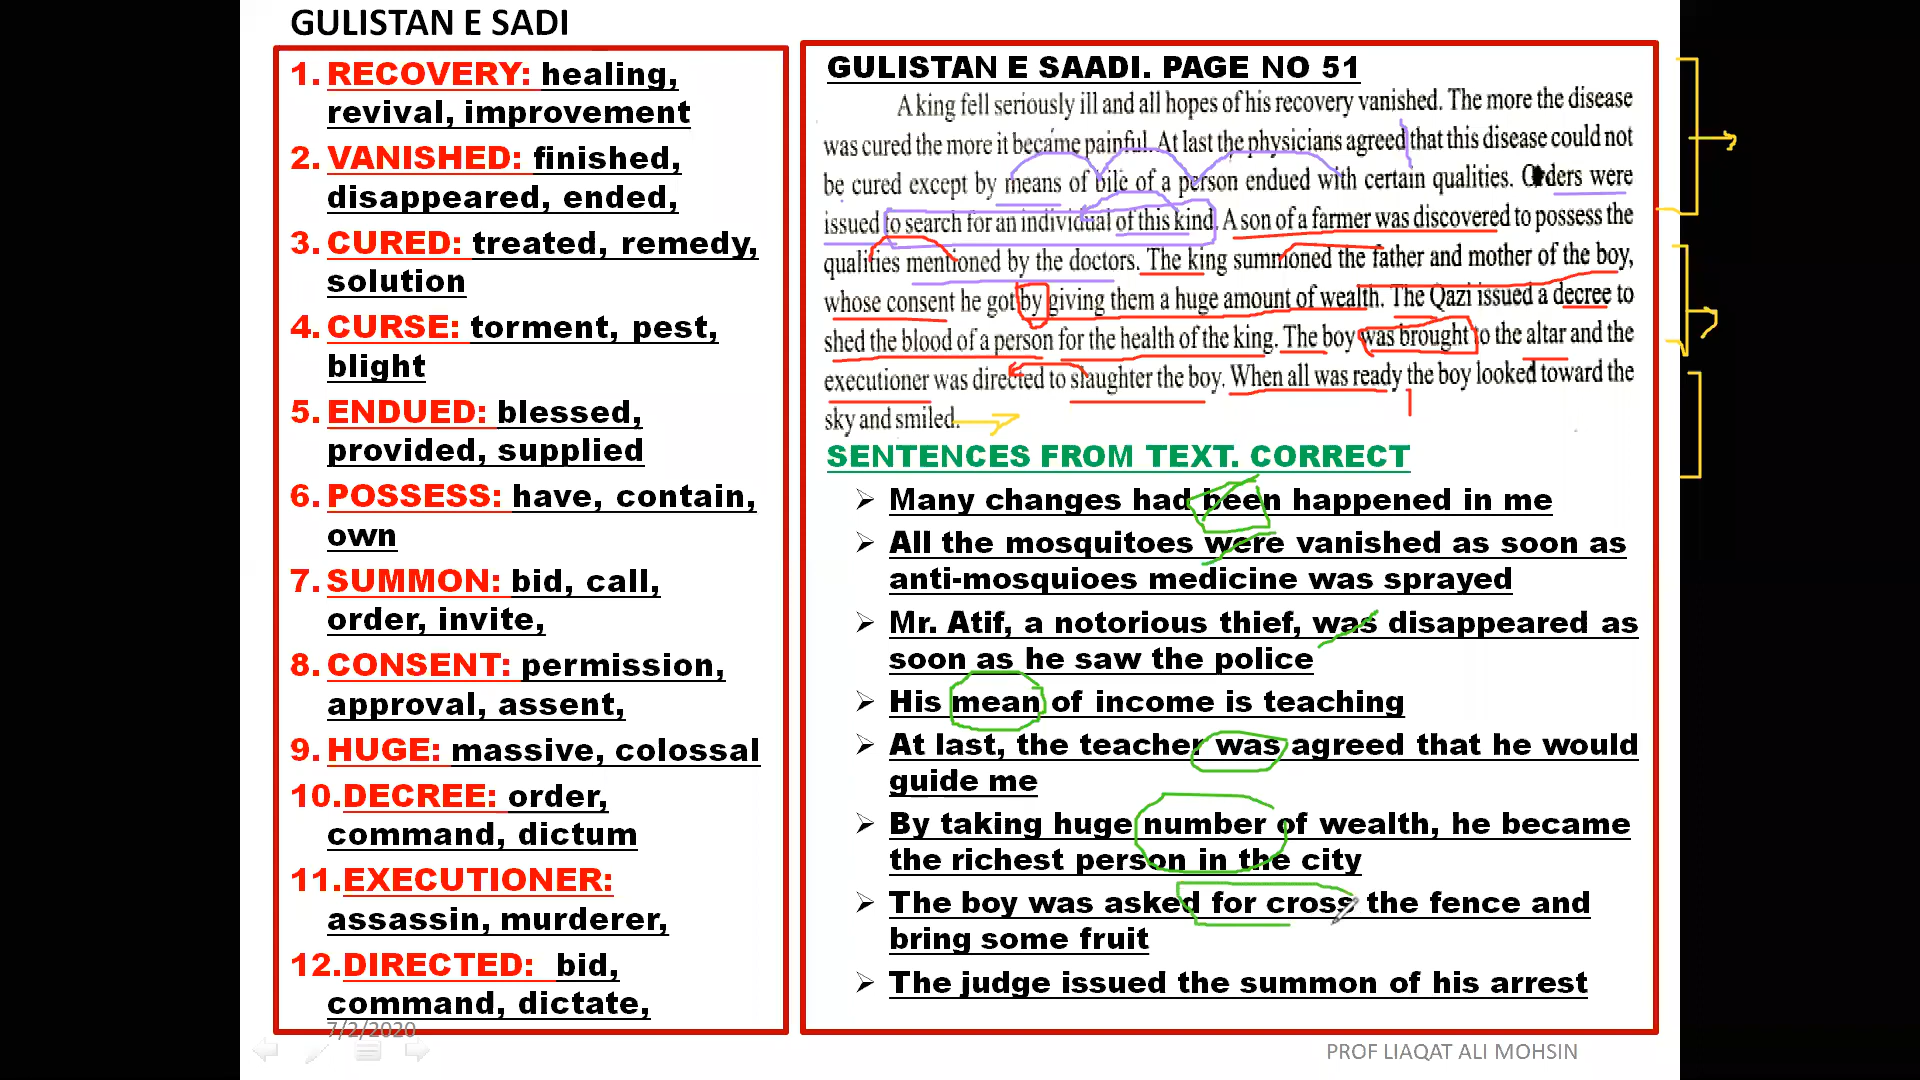 GULISTAN E SADI
1. RECOVERY: healing,
revival, improvement
2. VANISHED: finished,
disappeared, ended,
3. CURED: treated, remedy,
solution
4. CURSE: torment, pest,
blight
5. ENDUED: blessed,
provided, supplied
6. POSSESS: have, contain,
own
7. SUMMON: bid, call,
order, invite,
8. CONSENT: permission,
approval, assent,
9. HUGE: massive, colossal
10.DECREE: order,
command, dictum
11.EXECUTIONER:
assassin, murderer,
12.DIRECTED: bid,
command, dictate,
7/2/2020
GULISTAN E SAADI. PAGE NO 51
A king fell seriously ill and all hopes of his recovery vanished. The more the disease
was cured the more it became painful. At last the physicians agreed that this disease could not
be cured except by means of bile of a person endued with certain qualities. Orders were
issued to search for an individual of this kind. A son of a farmer was discovered to possess the
qualities mentioned by the doctors. The king summoned the father and mother of the boy,
whose consent he got by giving them a huge amount of wealth. The Qazi issued a decree to
shed the blood of a person for the health of the king. The boy was brought to the altar and the
executioner was directed to slaughter the boy. When all was ready the boy looked toward the
sky and smiled.
SENTENCES FROM TEXT. CORRECT
➢ Many changes had been happened in me
➢ All the mosquitoes were vanished as soon as
anti-mosquioes medicine was sprayed
➢ Mr. Atif, a notorious thief, was disappeared as
soon as he saw the police
➢ His mean of income is teaching
➢ At last, the teacher was agreed that he would
guide me
➢ By taking huge number of wealth, he became
the richest person in the city
➢ The boy was asked for cross the fence and
bring some fruit
➢ The judge issued the summon of his arrest
PROF LIAQAT ALI MOHSIN